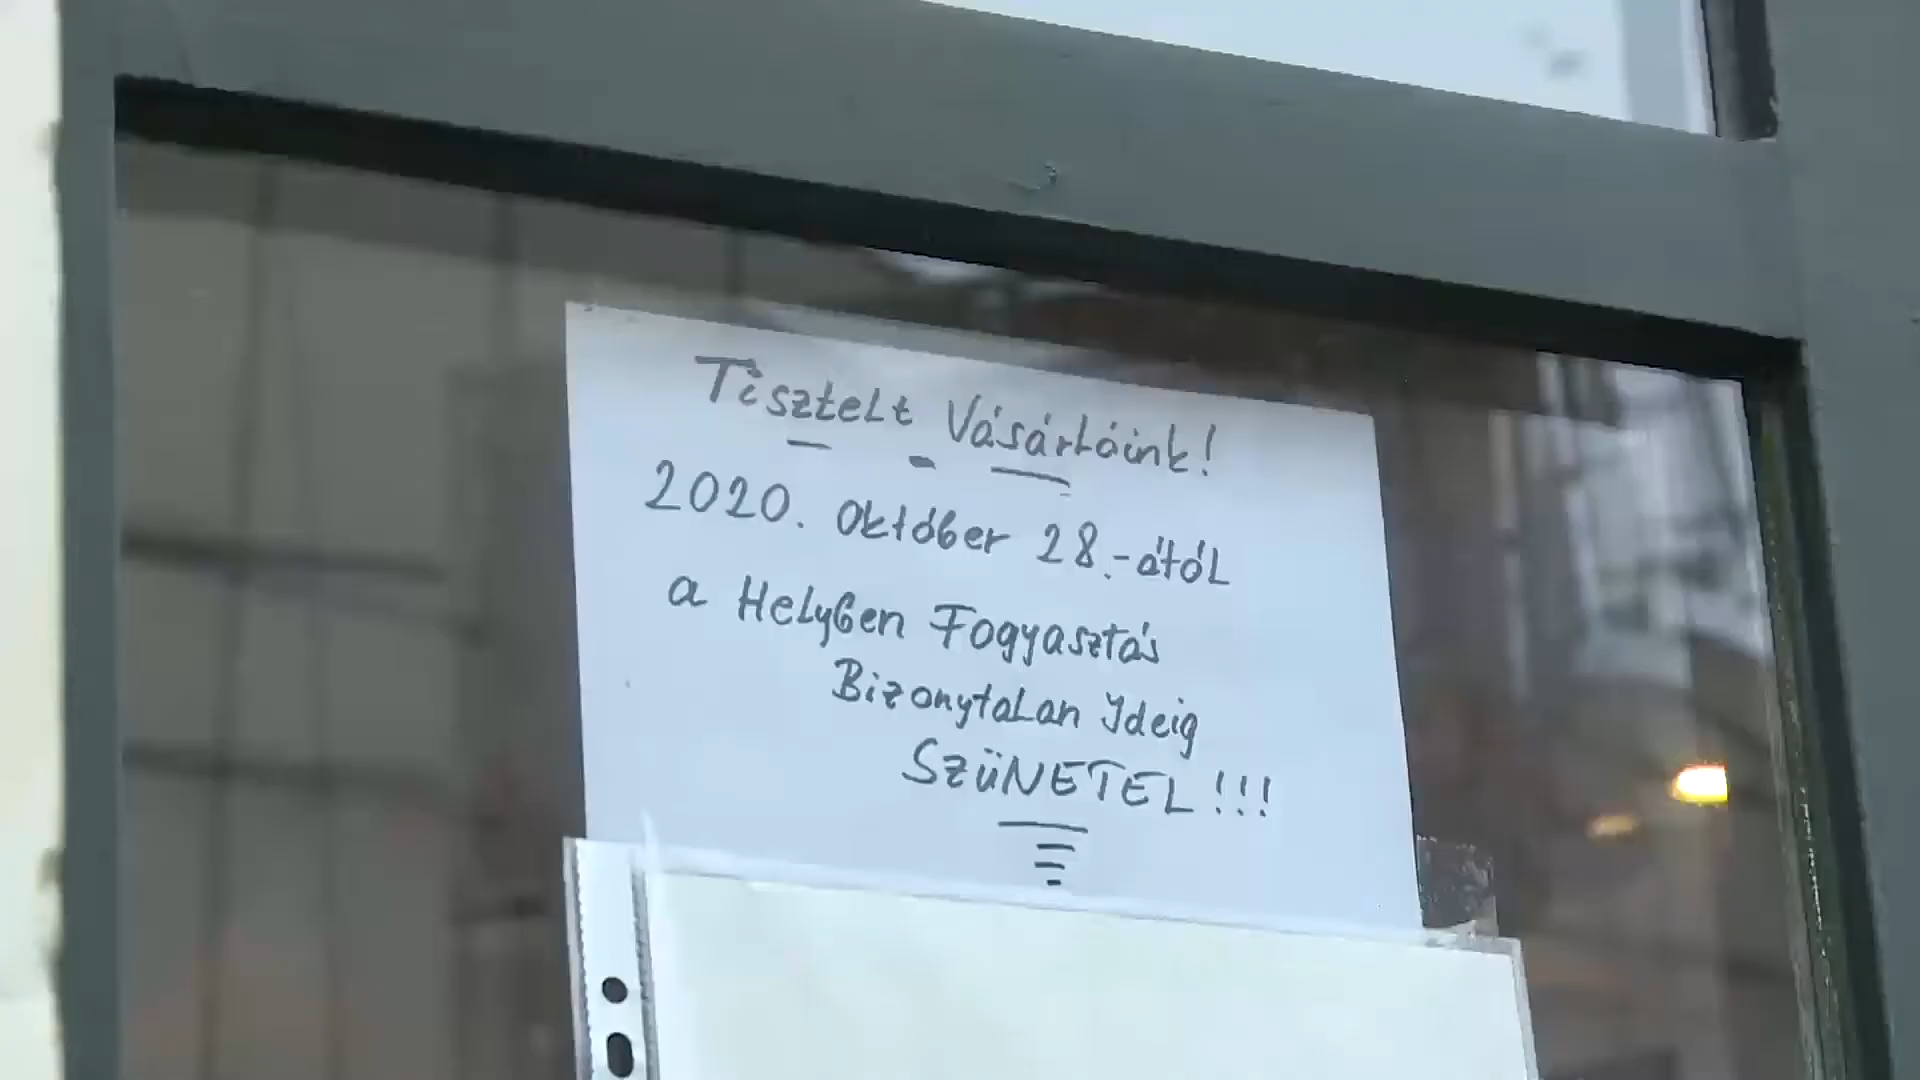 Tisztelt Vásárlóink!
2020. Október 28.-ától
a Helyben Fogyasztás
Bizonytalan Ideig
SZÜNETEL!!!